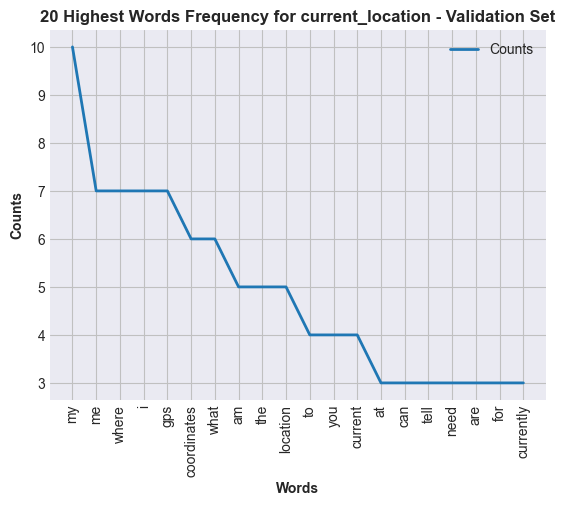 20 Highest Words Frequency for current_location - Validation Set
Counts
10
9
8
7
6
5
4
3
Counts
my
me
where
i
gps
coordinates
what
am
the
location
to
you
current
at
can
tell
need
are
for
currently
Words